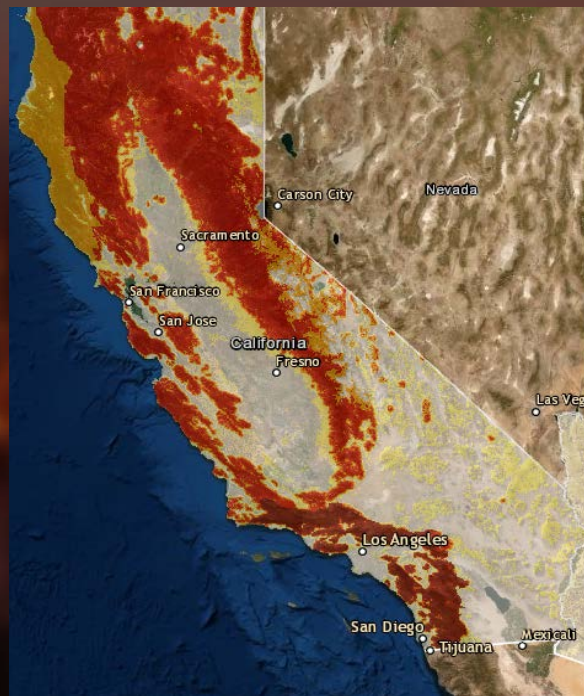 Carson City
Nevada
Sacramento
San Francisco
San Jose
California
Fresno
Las Veg
Los Angeles
San Diego
Tijuana
Mexicali